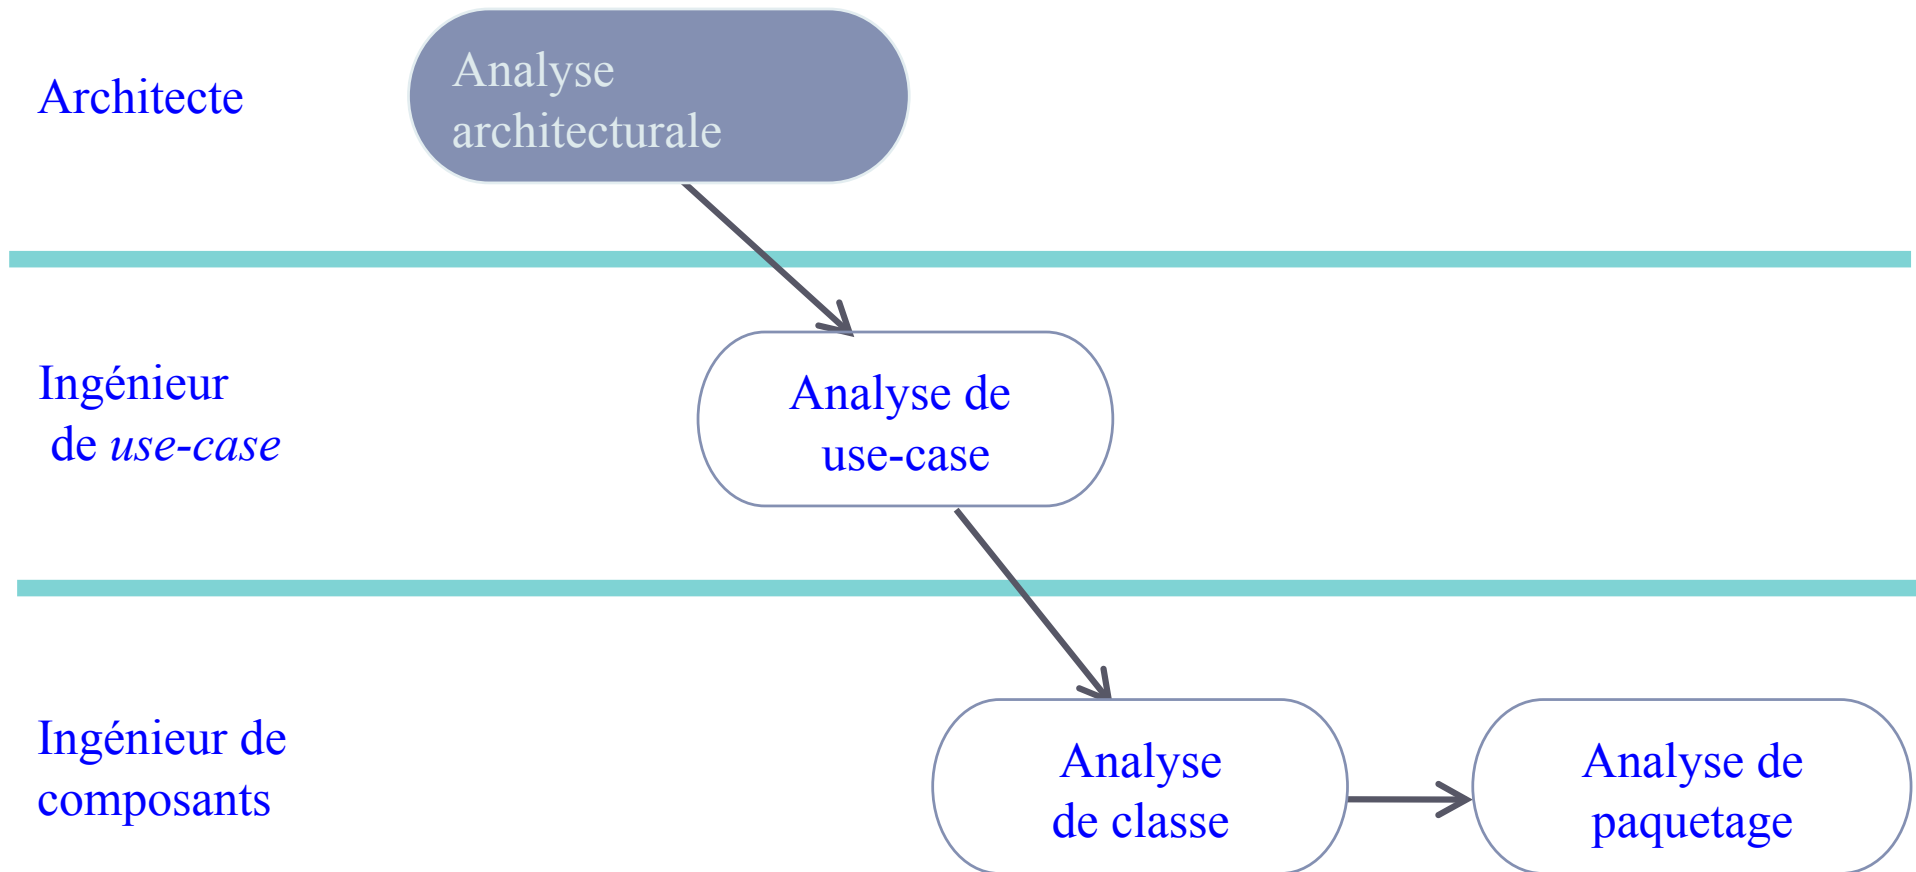 Architecte
Analyse
architecturale
Ingénieur
de use-case
Analyse de
use-case
Ingénieur de
composants
Analyse
de classe
Analyse de
paquetage